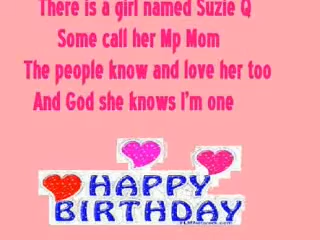 There is a girl named Suzie Q
Some call her Mp Mom
The people know and love her too
And God she knows I'm one
HAPPY
BIRTHDAY